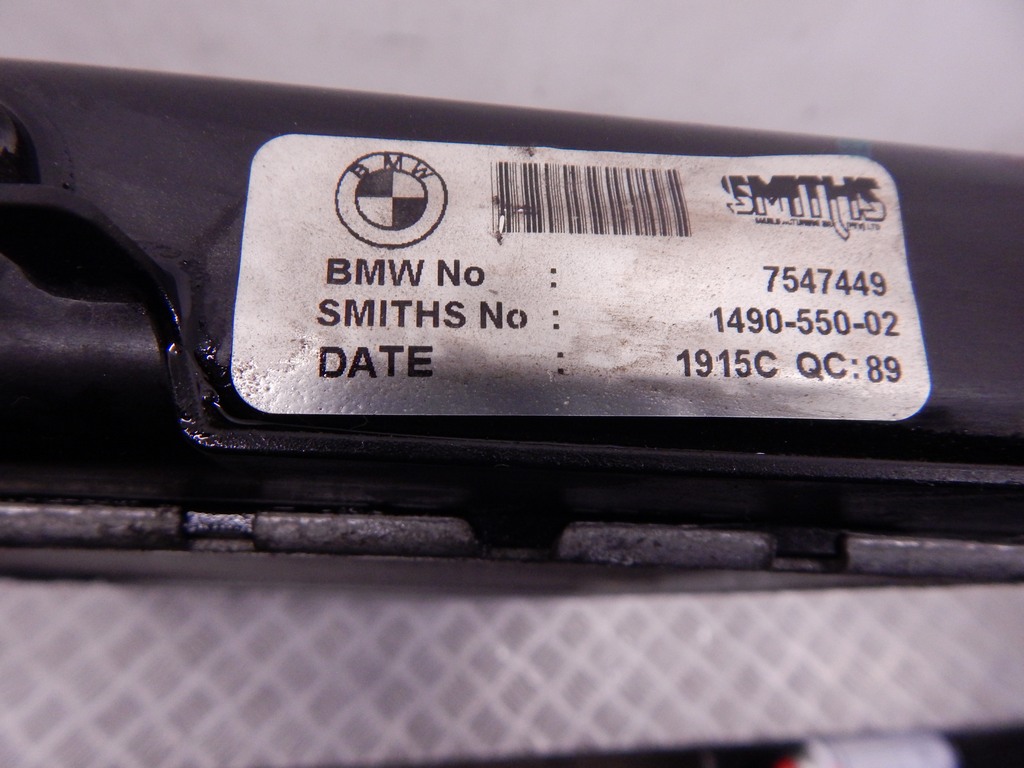 BMW
SMITHS
BMW No : 7547449
SMITHS No : 1490-550-02
DATE : 1915C QC: 89